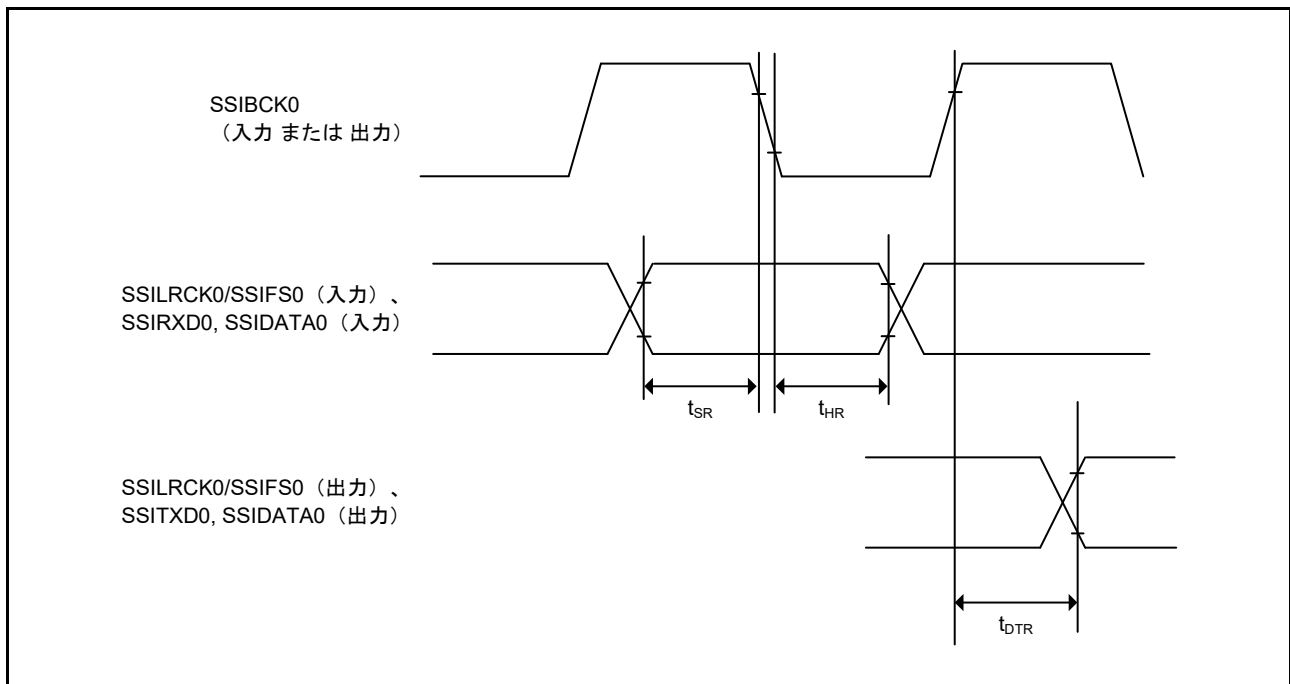 SSIBCK0
（入力 または 出力）
SSILRCK0/SSIFS0（入力）、
SSIRXD0, SSIDATA0（入力）
tSR
tHR
SSILRCK0/SSIFS0（出力）、
SSITXD0, SSIDATA0（出力）
tDTR